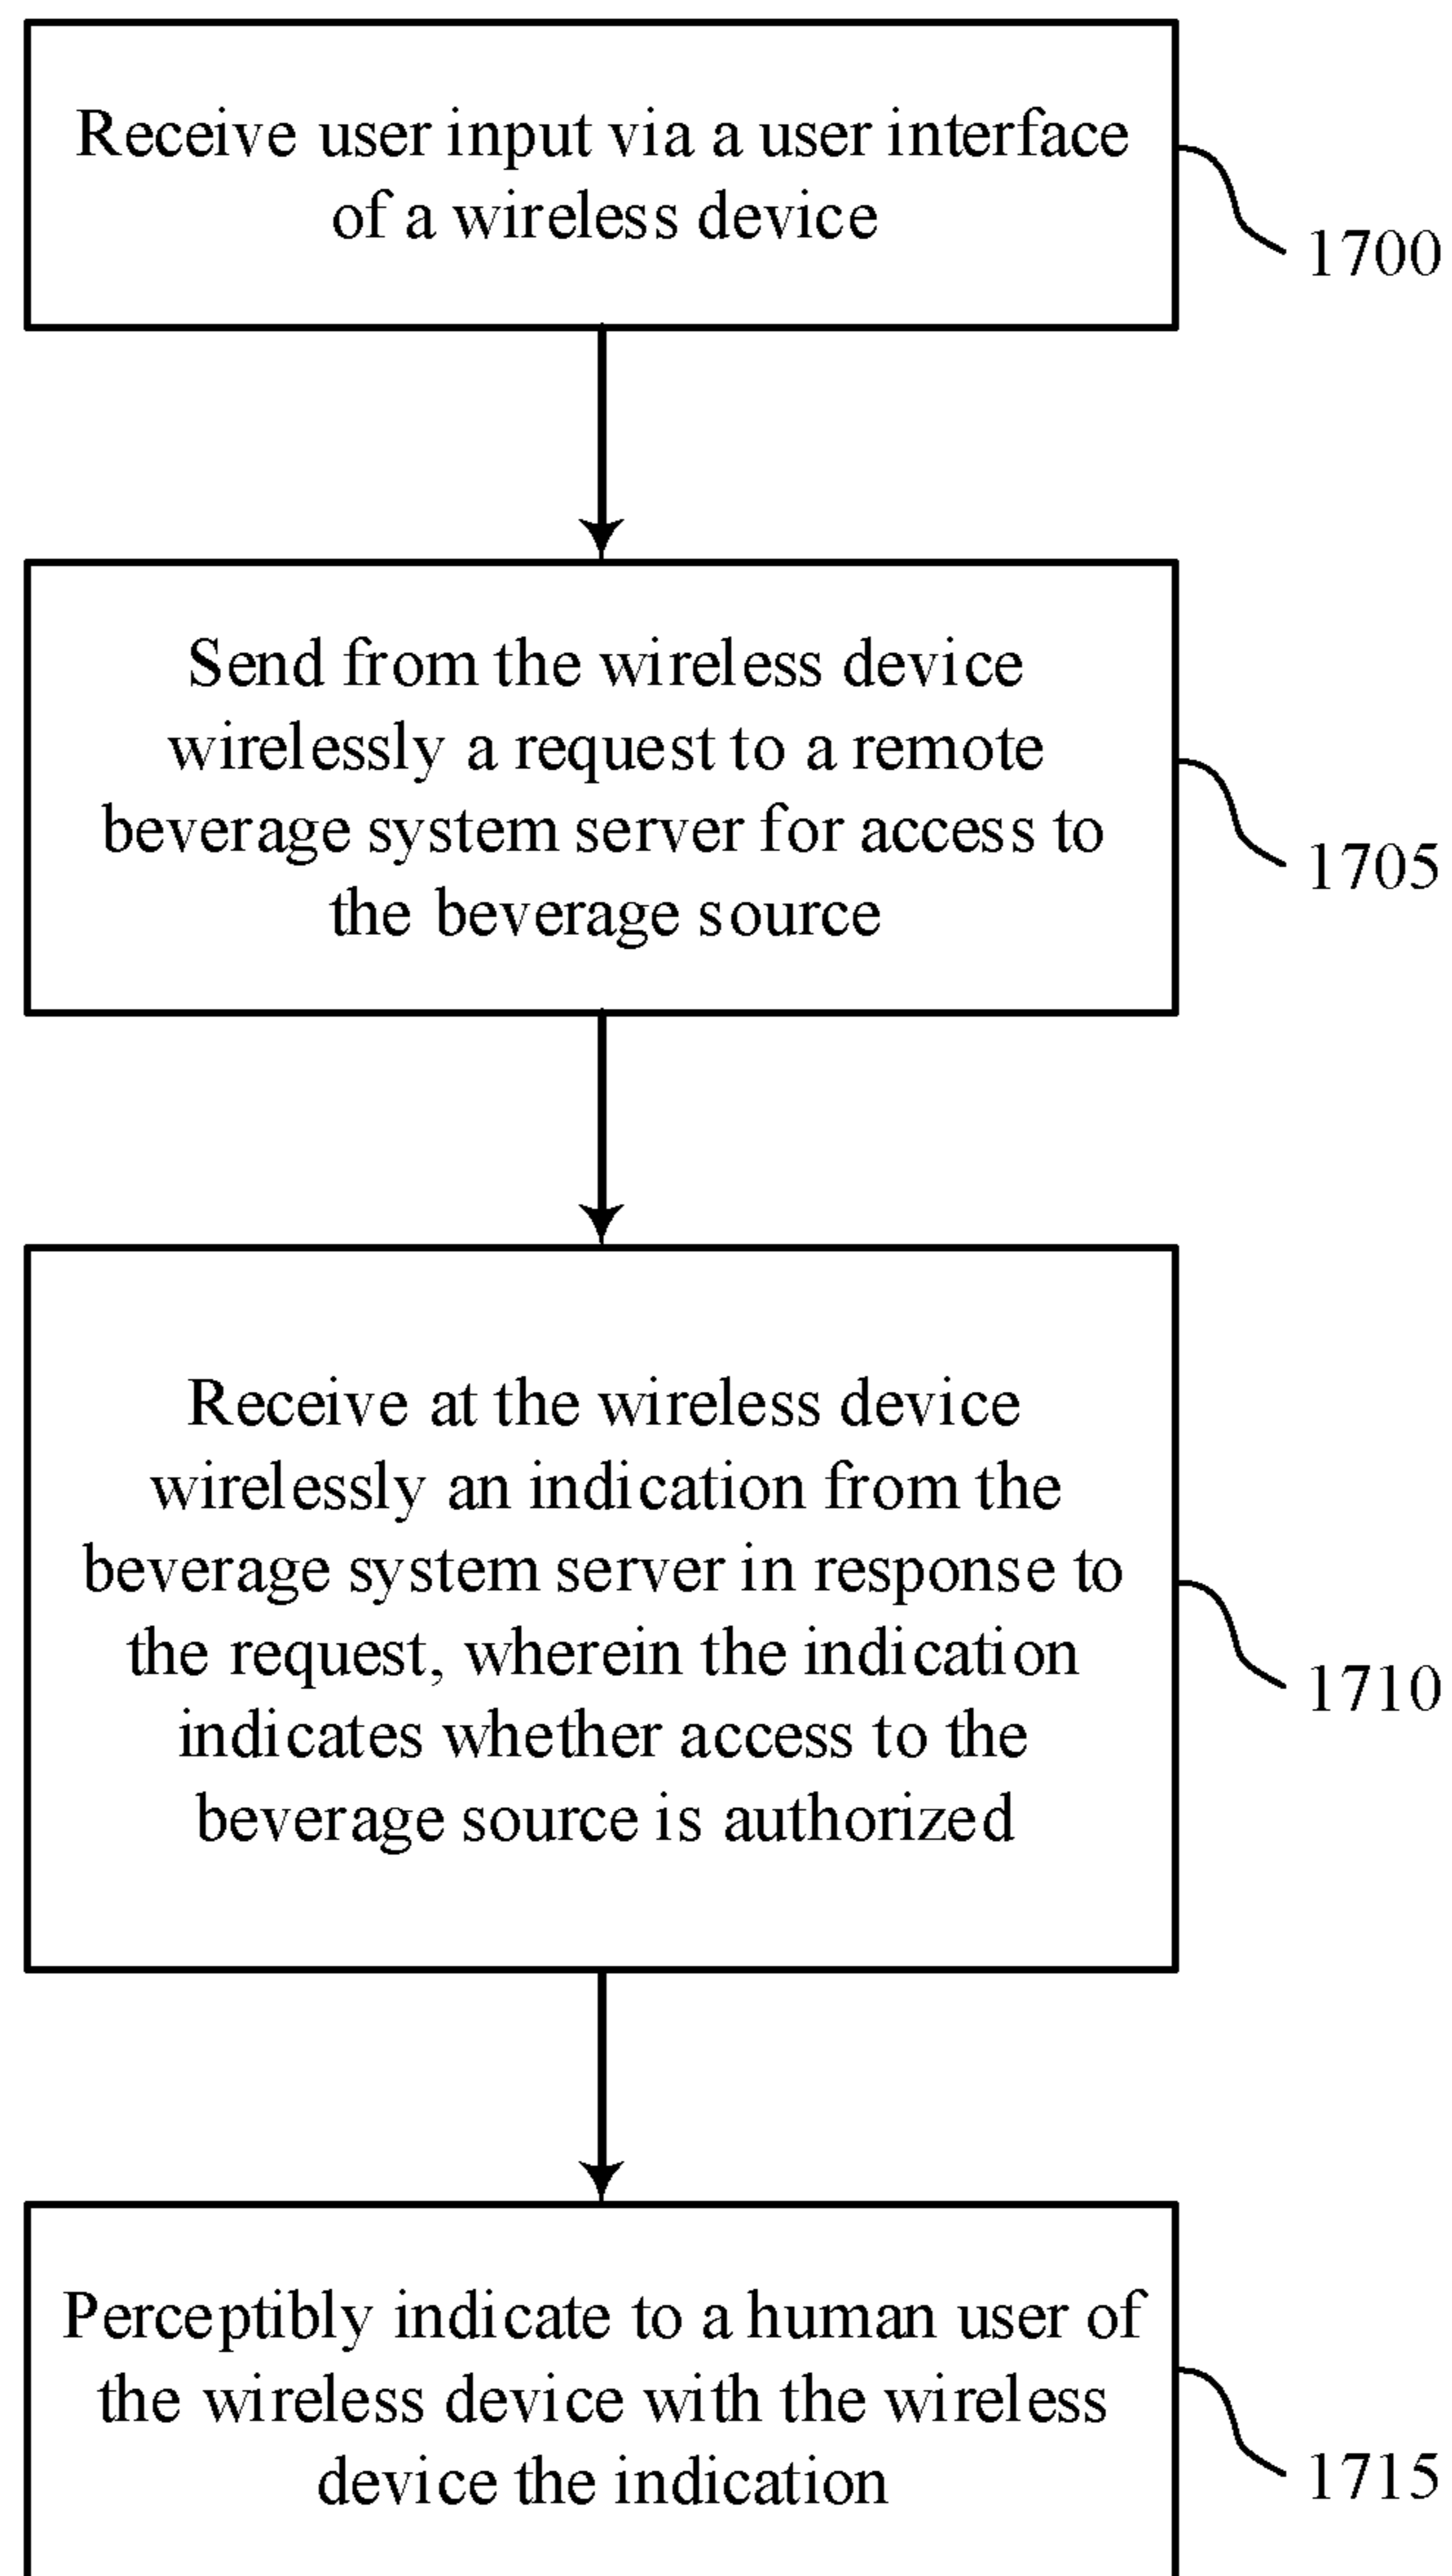 Receive user input via a user interface
of a wireless device
1700
Send from the wireless device
wirelessly a request to a remote
beverage system server for access to
the beverage source
1705
Receive at the wireless device
wirelessly an indication from the
beverage system server in response to
the request, wherein the indication
indicates whether access to the
beverage source is authorized
1710
Perceptibly indicate to a human user of
the wireless device with the wireless
device the indication
1715